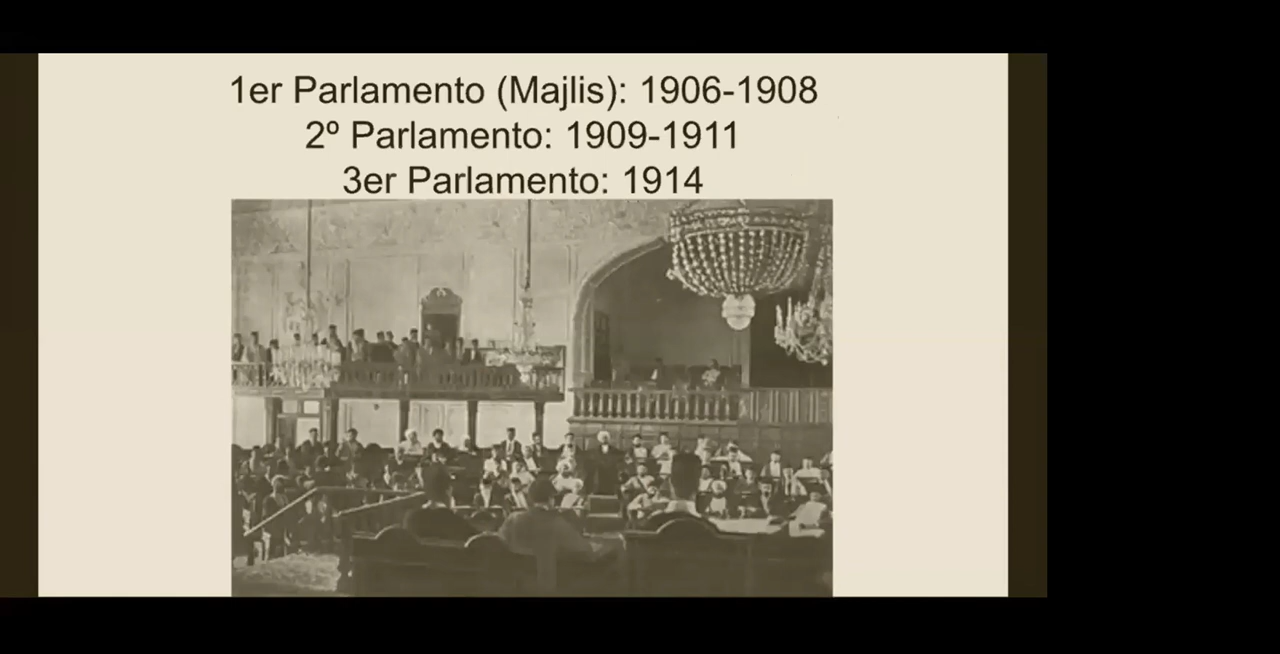 1er Parlamento (Majlis): 1906-1908
2º Parlamento: 1909-1911
3er Parlamento: 1914